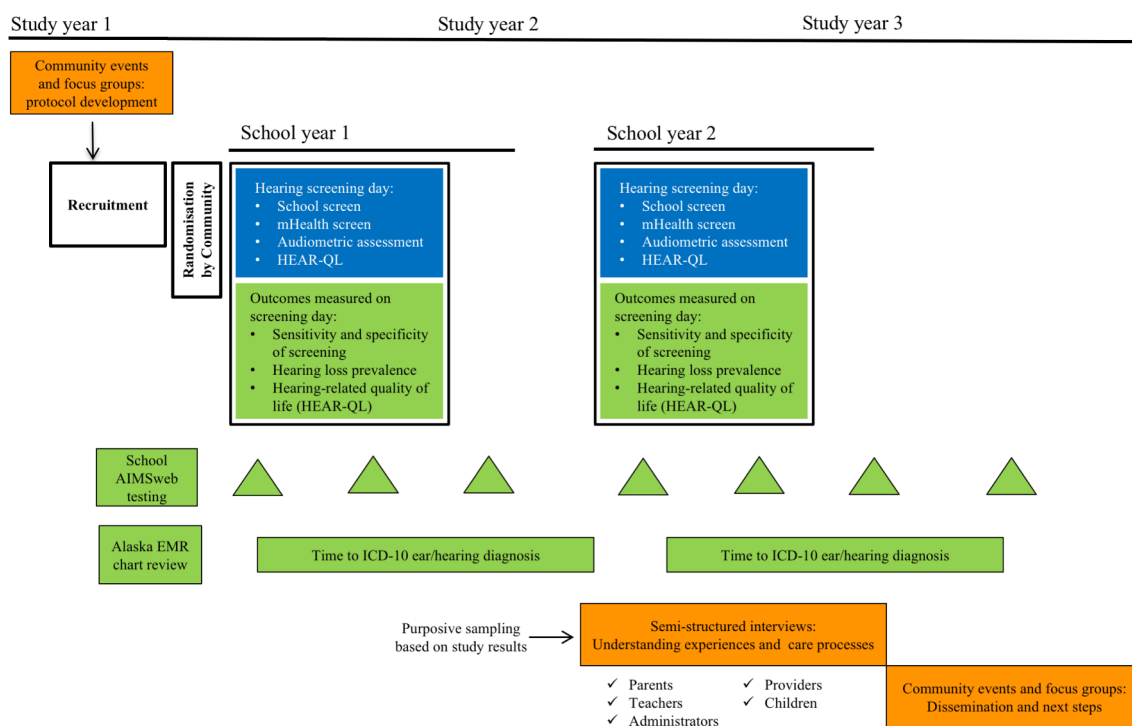 Study year 1
Study year 2
Study year 3
Community events
and focus groups:
protocol development
School year 1
School year 2
Recruitment
Randomisation
by Community
Hearing screening day:
• School screen
• mHealth screen
• Audiometric assessment
• HEAR-QL
Outcomes measured on
screening day:
• Sensitivity and specificity
of screening
• Hearing loss prevalence
• Hearing-related quality of
life (HEAR-QL)
Hearing screening day:
• School screen
• mHealth screen
• Audiometric assessment
• HEAR-QL
Outcomes measured on
screening day:
• Sensitivity and specificity
of screening
• Hearing loss prevalence
• Hearing-related quality of
life (HEAR-QL)
School
AIMSweb
testing
Alaska EMR
chart review
Time to ICD-10 ear/hearing diagnosis
Time to ICD-10 ear/hearing diagnosis
Purposive sampling
based on study results
Semi-structured interviews:
Understanding experiences and care processes
✓ Parents
✓ Teachers
✓ Administrators
✓ Providers
✓ Children
Community events and focus groups:
Dissemination and next steps